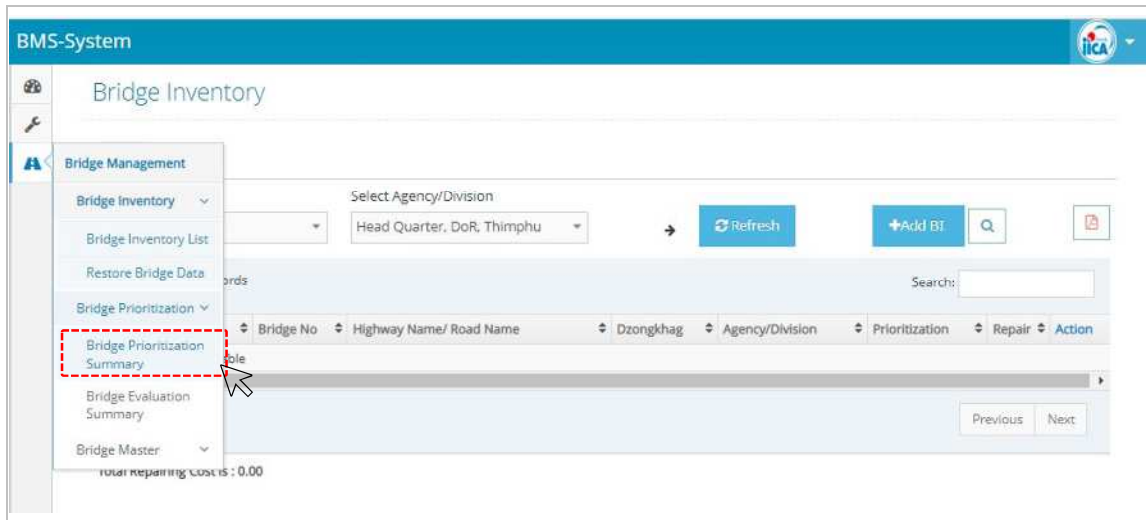 BMS-System
jicA
Bridge Inventory
Bridge Management
Bridge Inventory
Bridge Inventory List
Restore Bridge Data
Bridge Prioritization
Bridge Prioritization
Summary
Bridge Evaluation
Summary
Bridge Master
Select Agency/Division
Head Quarter, DoR, Thimphu
Refresh
+Add BI
ords
Search:
Bridge No
Highway Name/ Road Name
Dzongkhag
Agency/Division
Prioritization
Repair
Action
ble
Previous
Next
Total Repairing Cost is : 0.00